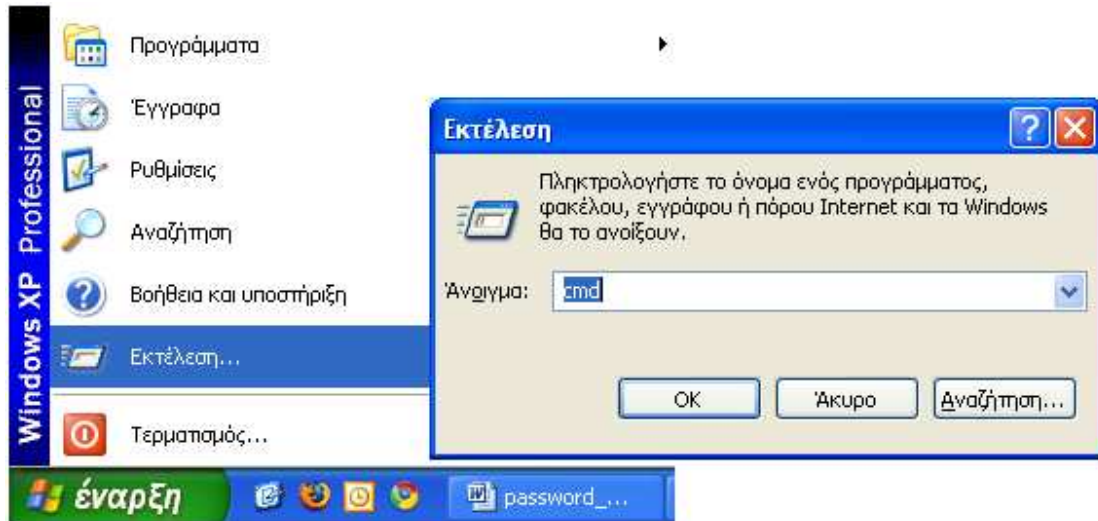 Windows XP Professional
Προγράμματα
Έγγραφα
Ρυθμίσεις
Αναζήτηση
Βοήθεια και υποστήριξη
Εκτέλεση...
Τερματισμός...
Εκτέλεση
Πληκτρολογήστε το όνομα ενός προγράμματος,
φακέλου, εγγράφου ή πόρου Internet και τα Windows
θα το ανοίξουν.
Άνοιγμα: cmd
OK Άκυρο Αναζήτηση...
έναρξη password_...